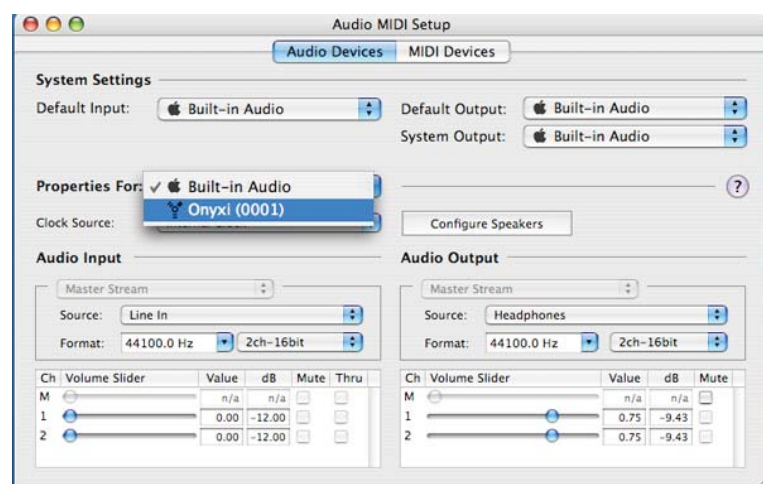 Audio MIDI Setup
Audio Devices MIDI Devices
System Settings
Default Input: Built-in Audio
Default Output: Built-in Audio
System Output: Built-in Audio
Properties For: ✓ Built-in Audio
Onyxi (0001)
?
Clock Source:
Configure Speakers
Audio Input
Master Stream
Source: Line In
Format: 44100.0 Hz 2ch-16bit
Ch Volume Slider Value dB Mute Thru
M n/a n/a
1 0.00 -12.00
2 0.00 -12.00
Audio Output
Master Stream
Source: Headphones
Format: 44100.0 Hz 2ch-16bit
Ch Volume Slider Value dB Mute
M n/a n/a
1 0.75 -9.43
2 0.75 -9.43